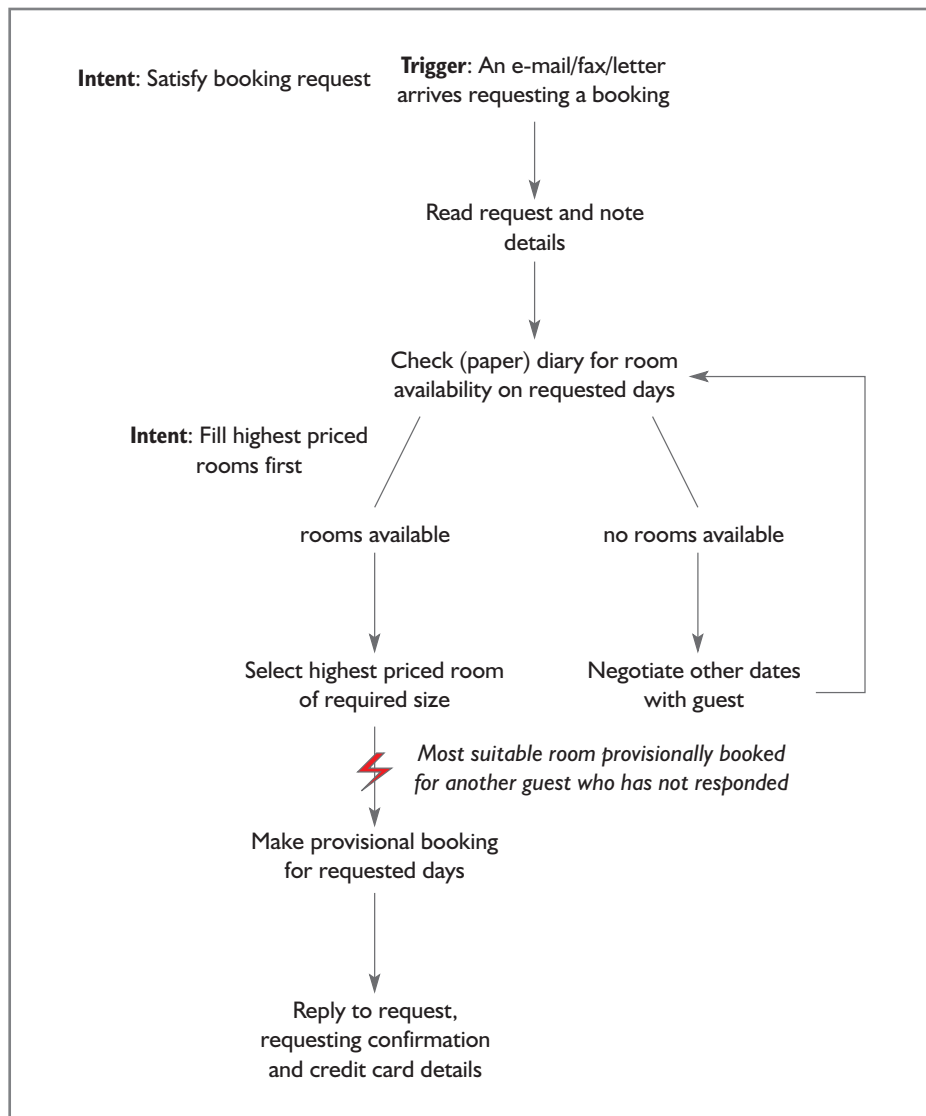 Intent: Satisfy booking request
Trigger: An e-mail/fax/letter
arrives requesting a booking
Read request and note
details
Check (paper) diary for room
availability on requested days
Intent: Fill highest priced
rooms first
rooms available
no rooms available
Select highest priced room
of required size
Negotiate other dates
with guest
Most suitable room provisionally booked
for another guest who has not responded
Make provisional booking
for requested days
Reply to request,
requesting confirmation
and credit card details